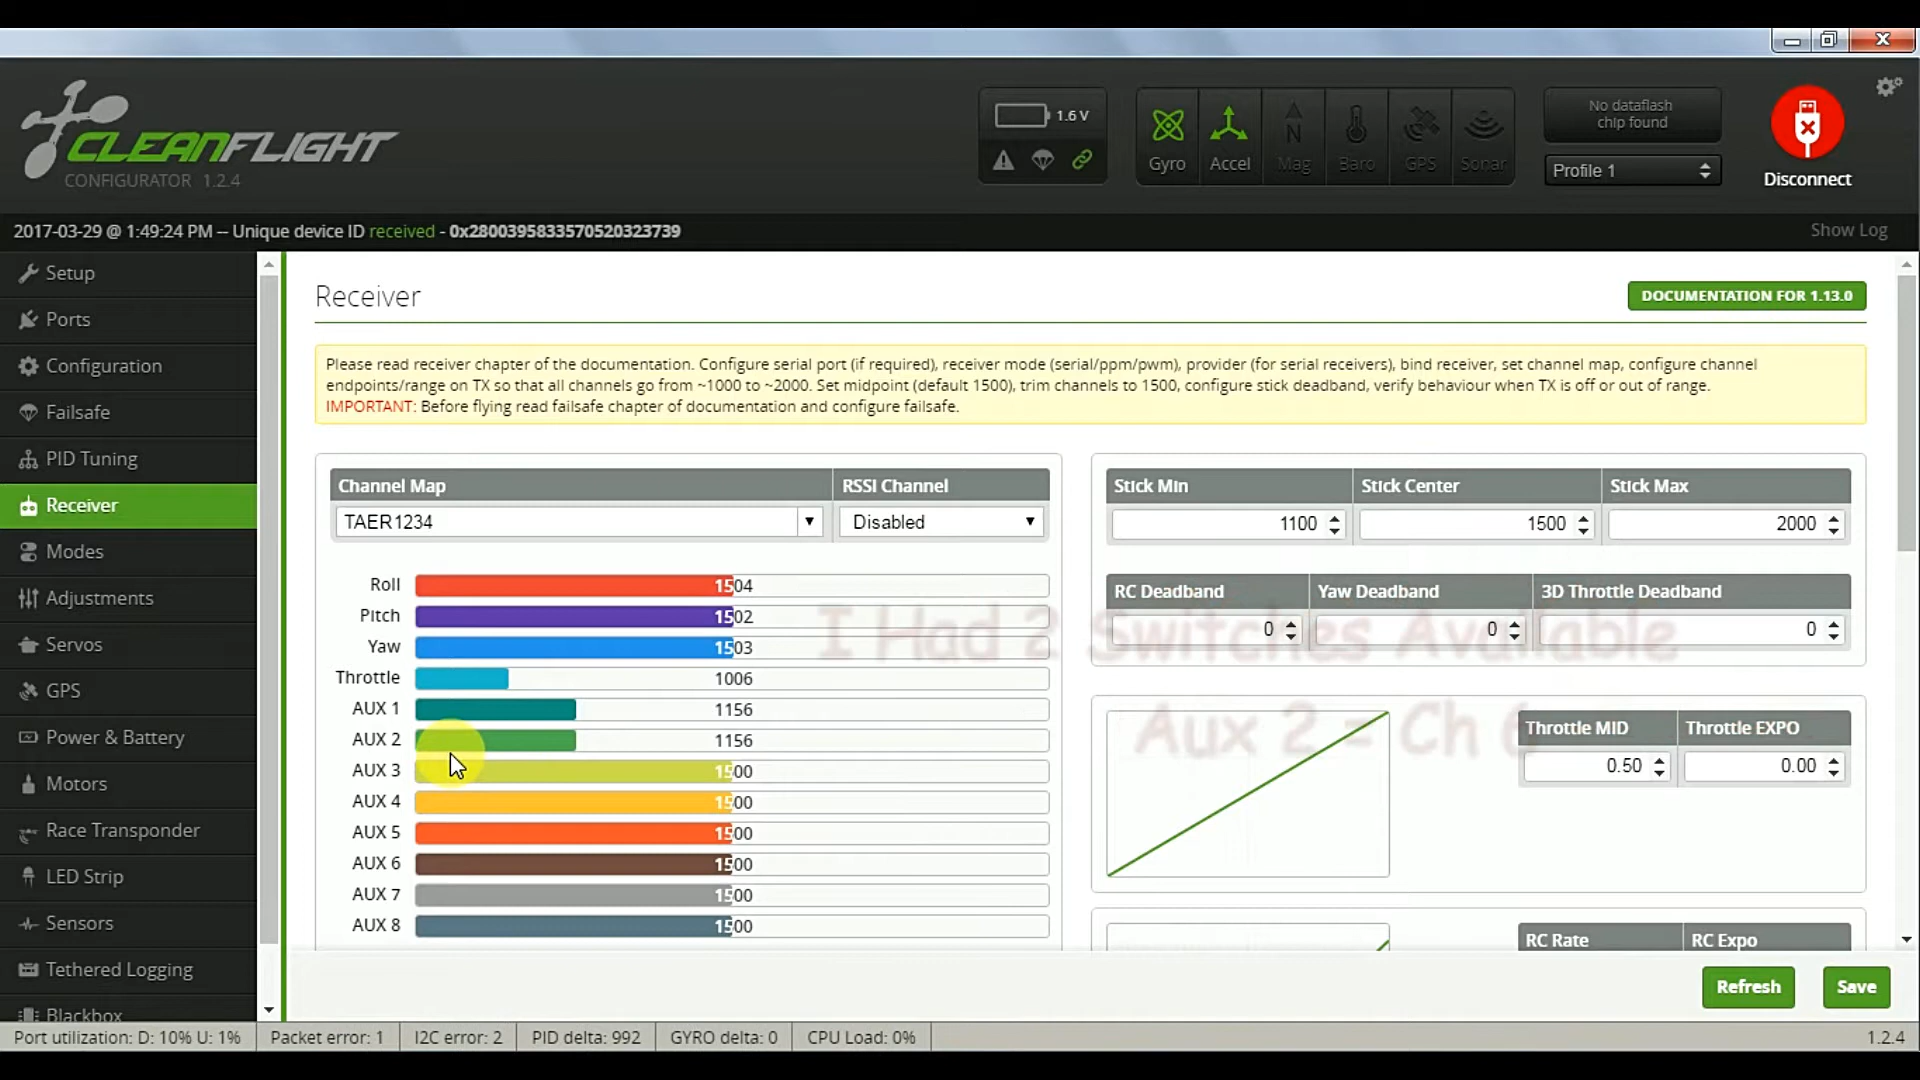 1.6 V
CLEANFLIGHT
CONFIGURATOR 1.2.4
Gyro
Accel
Mag
Baro
GPS
Sonar
No dataflash
chip found
Profile 1
Disconnect
2017-03-29 @ 1:49:24 PM -- Unique device ID received - 0x2800395833570520323739
Show Log
Setup
Ports
Configuration
Failsafe
PID Tuning
Receiver
Modes
Adjustments
Servos
GPS
Power & Battery
Motors
Race Transponder
LED Strip
Sensors
Tethered Logging
Blackbox
Receiver
DOCUMENTATION FOR 1.13.0
Please read receiver chapter of the documentation. Configure serial port (if required), receiver mode (serial/ppm/pwm), provider (for serial receivers), bind receiver, set channel map, configure channel
endpoints/range on TX so that all channels go from ~1000 to ~2000. Set midpoint (default 1500), trim channels to 1500, configure stick deadband, verify behaviour when TX is off or out of range.
IMPORTANT: Before flying read failsafe chapter of documentation and configure failsafe.
Channel Map
RSSI Channel
TAER1234
Disabled
Roll 1504
Pitch 1502
Yaw 1503
Throttle 1006
AUX 1 1156
AUX 2 1156
AUX 3 1500
AUX 4 1500
AUX 5 1500
AUX 6 1500
AUX 7 1500
AUX 8 1500
Stick Min
Stick Center
Stick Max
1100
1500
2000
RC Deadband
Yaw Deadband
3D Throttle Deadband
0
0
0
I Had 2 Switches Available
Aux 2 = Ch 6
Throttle MID
Throttle EXPO
0.50
0.00
RC Rate
RC Expo
Refresh
Save
Port utilization: D: 10% U: 1%
Packet error: 1
I2C error: 2
PID delta: 992
GYRO delta: 0
CPU Load: 0%
1.2.4